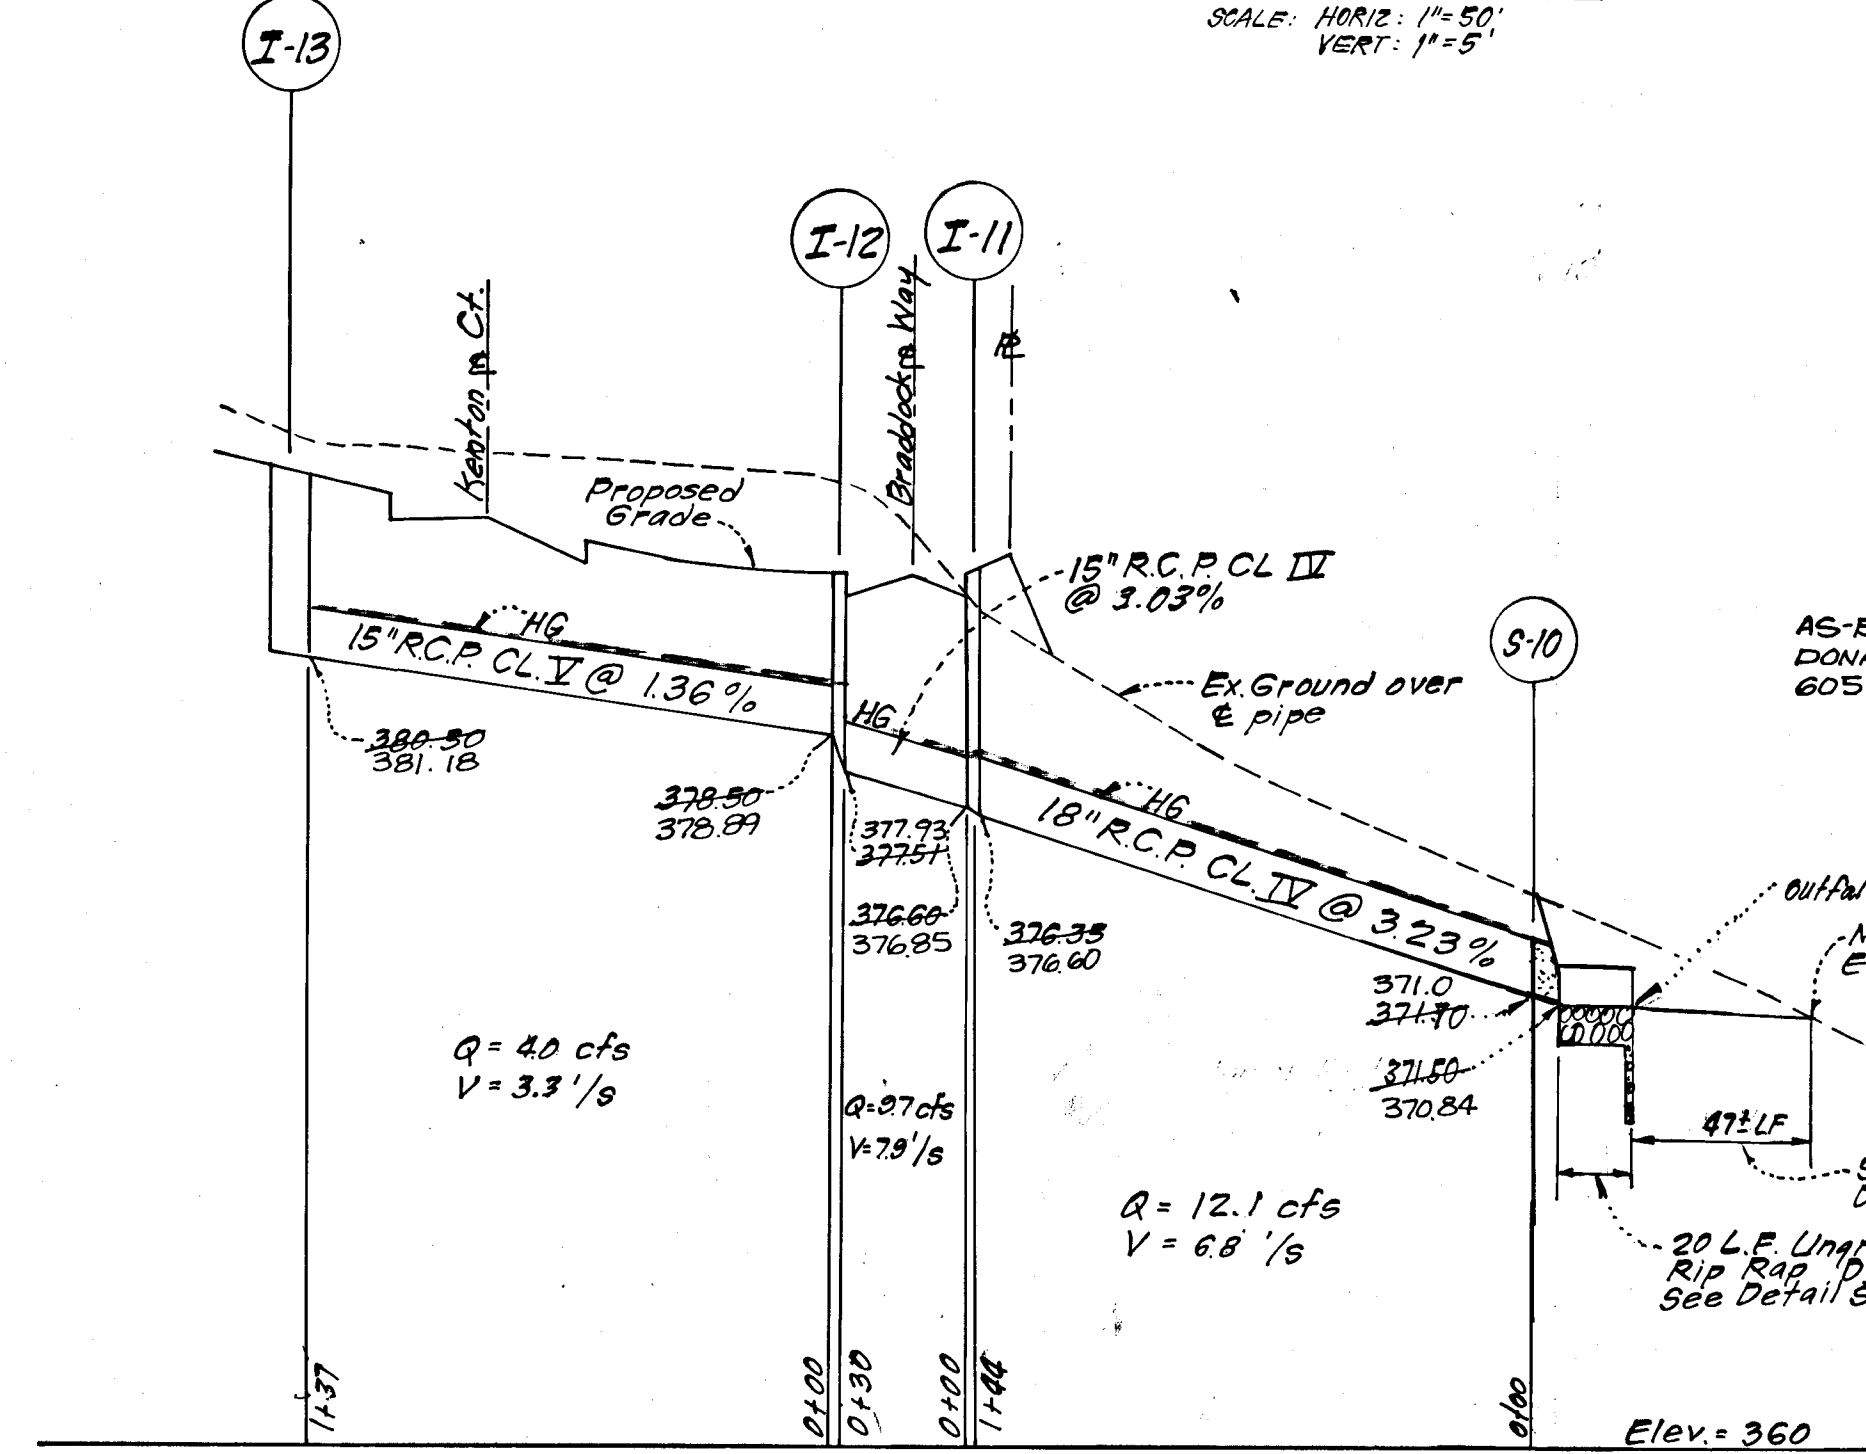 SCALE: HORIZ: 1"=50'
VERT: 1"=5'
I-13
I-12
I-11
S-10
Kenton Ct.
Braddock Way
Proposed
Grade
15" R.C.P. CL IV
@ 3.03%
HG
15" R.C.P. CL. V @ 1.36%
HG
HG
18" R.C.P. CL. IV @ 3.23%
Ex. Ground over
℄ pipe
AS-B
DONA
605
380.50
381.18
378.50
378.89
377.93
377.51
376.60
376.85
376.35
376.60
371.0
371.70
371.50
370.84
outfal
47± LF
20 L.F. Ungr
Rip Rap D
See Detail S
Q = 4.0 cfs
V = 3.3 '/s
Q=9.7 cfs
V=7.9'/s
Q = 12.1 cfs
V = 6.8 '/s
1+37
0+00
0+30
0+00
1+44
0+00
Elev. = 360